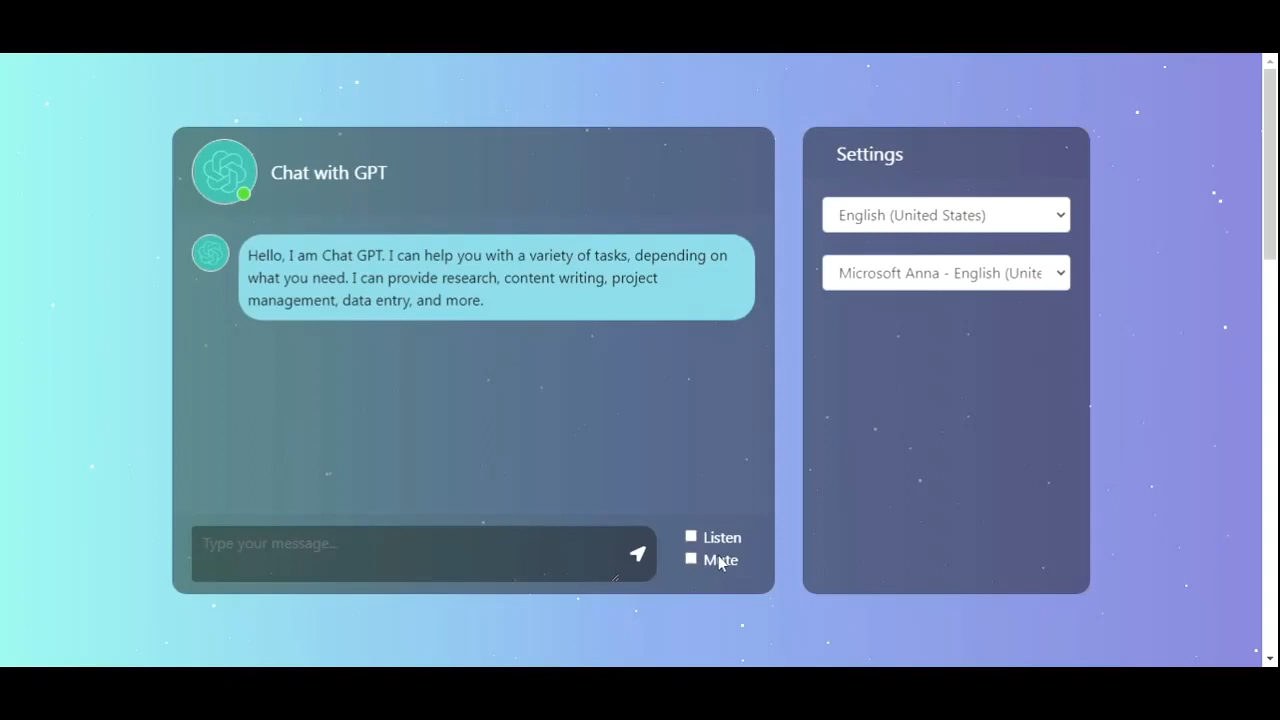 Chat with GPT
Hello, I am Chat GPT. I can help you with a variety of tasks, depending on
what you need. I can provide research, content writing, project
management, data entry, and more.
Type your message...
Listen
Mute
Settings
English (United States)
Microsoft Anna - English (Unite